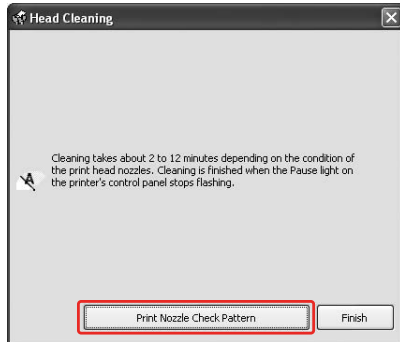 Head Cleaning
Cleaning takes about 2 to 12 minutes depending on the condition of
the print head nozzles. Cleaning is finished when the Pause light on
the printer's control panel stops flashing.
Print Nozzle Check Pattern
Finish